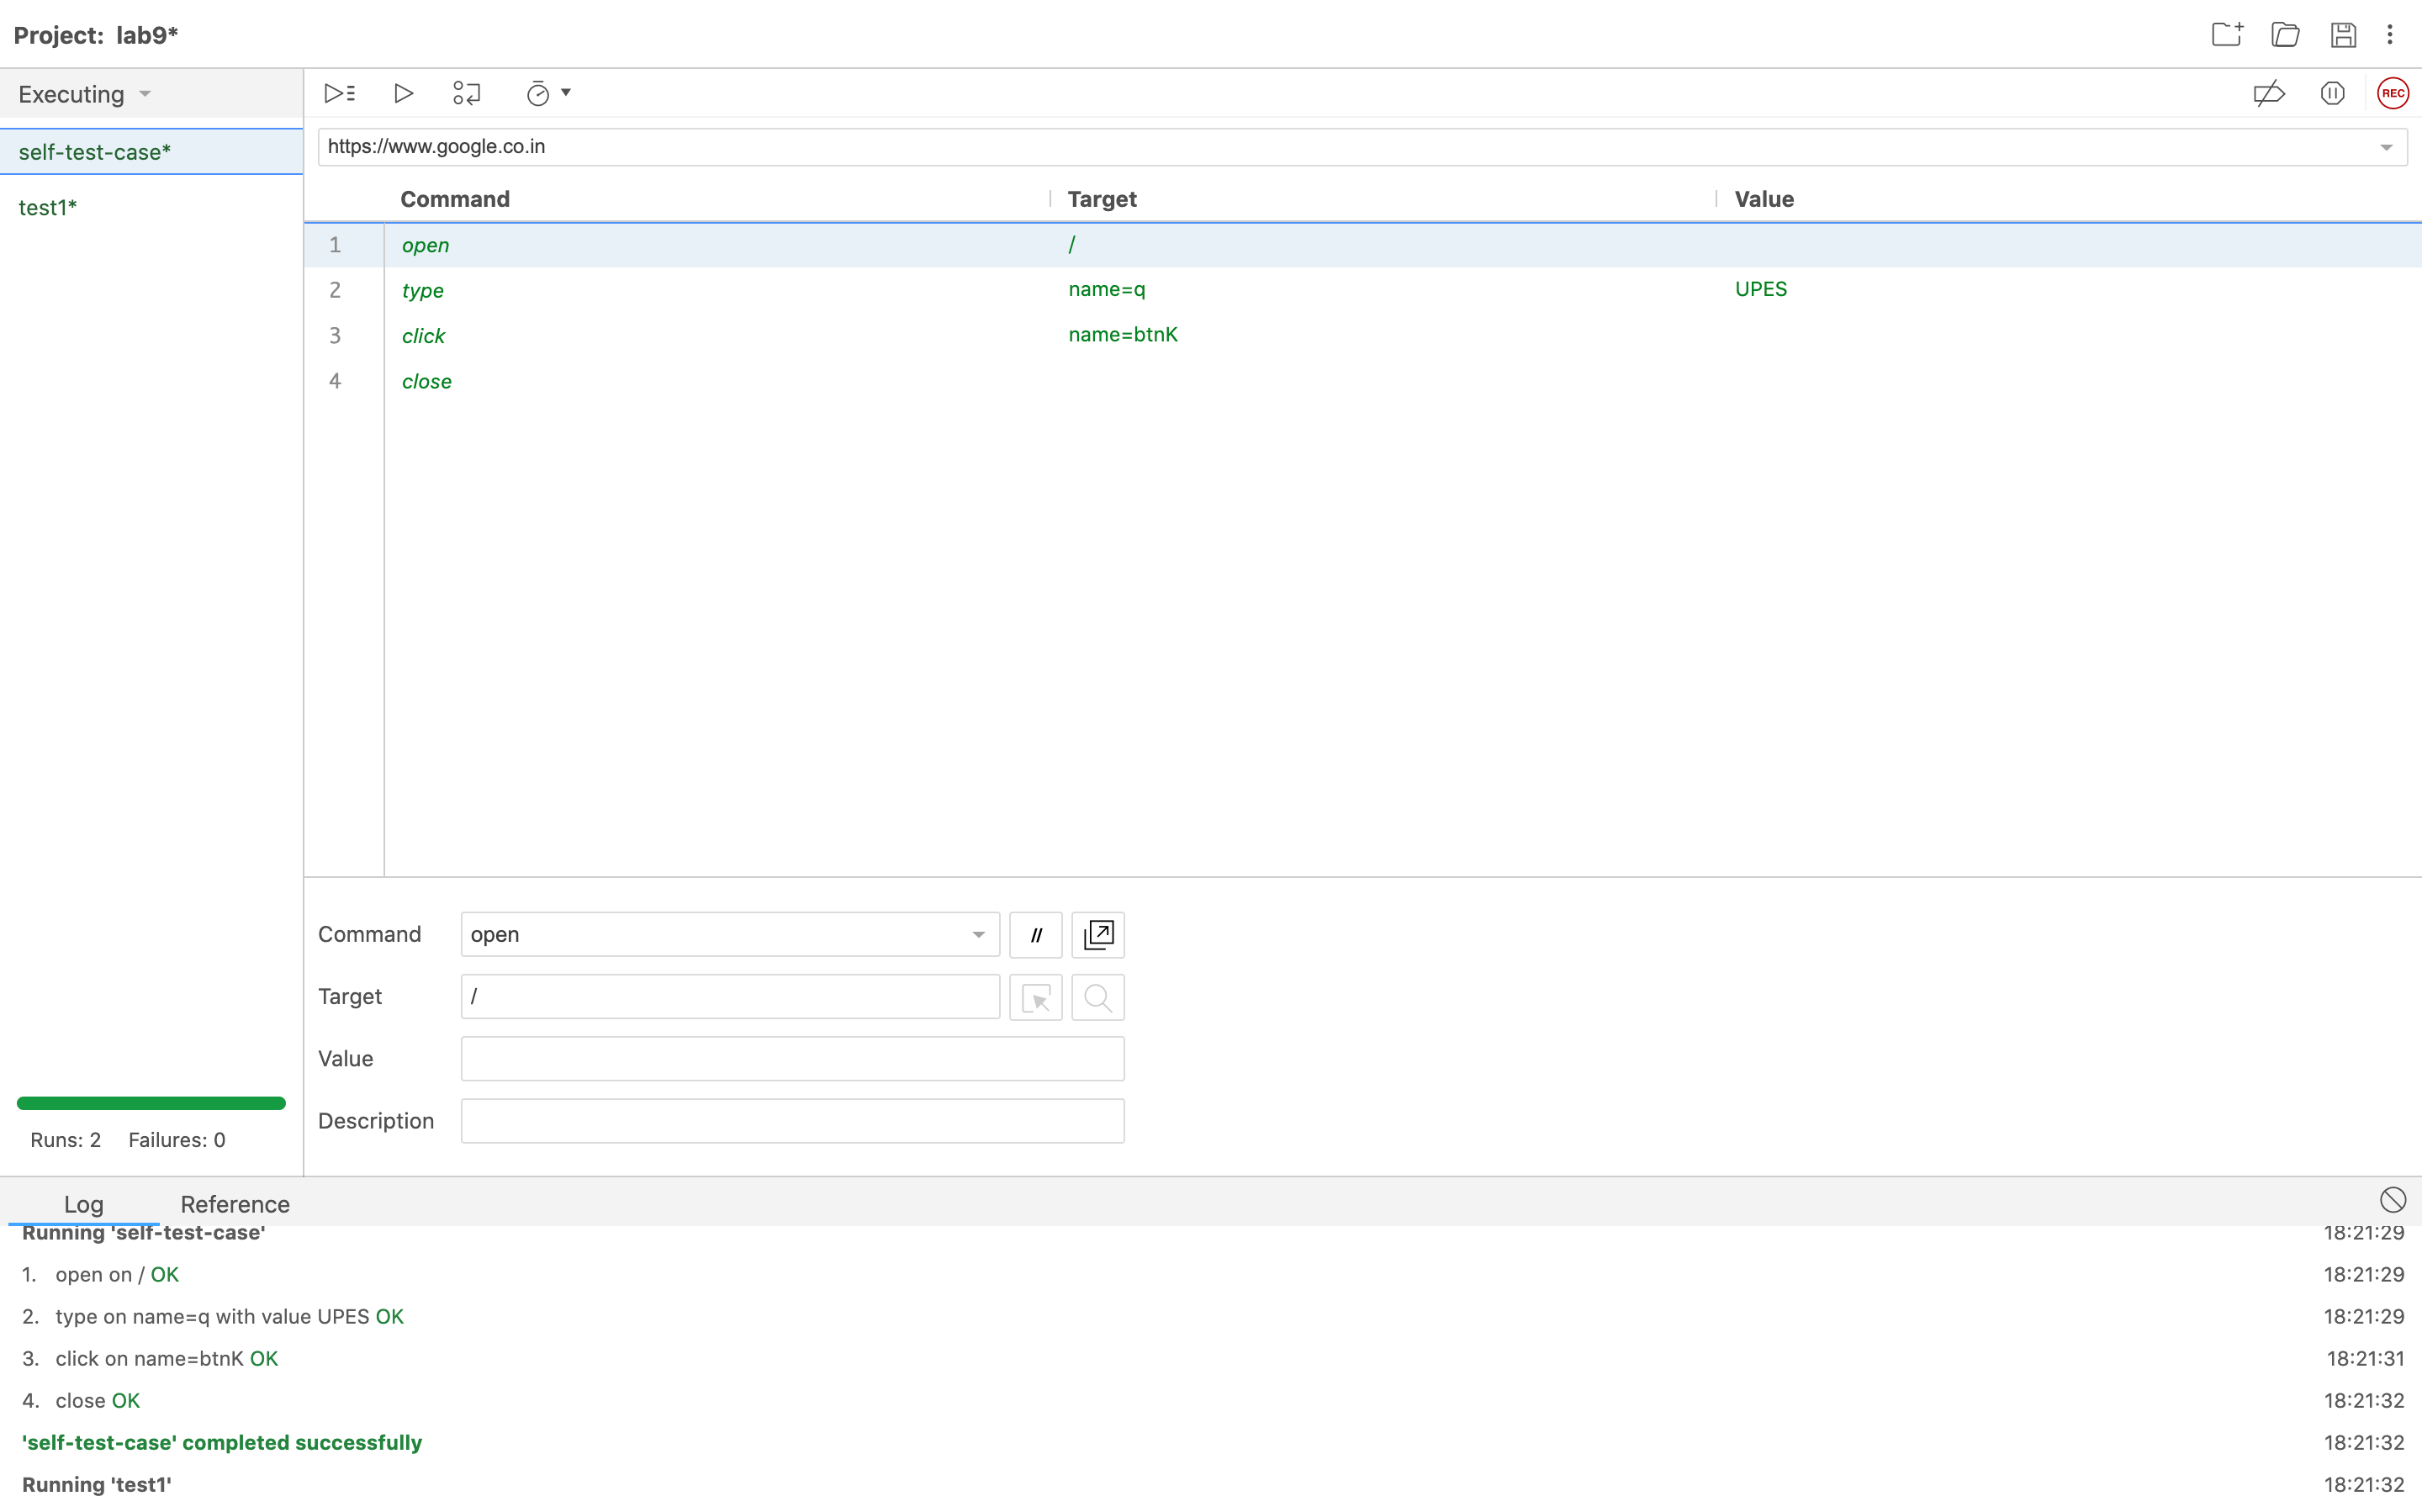 Project: lab9*
Executing
REC
self-test-case*
test1*
https://www.google.co.in
Command Target Value
1 open /
2 type name=q UPES
3 click name=btnK
4 close
Command open //
Target /
Value
Description
Runs: 2 Failures: 0
Log Reference
Running 'self-test-case' 18:21:29
1. open on / OK 18:21:29
2. type on name=q with value UPES OK 18:21:29
3. click on name=btnK OK 18:21:31
4. close OK 18:21:32
'self-test-case' completed successfully 18:21:32
Running 'test1' 18:21:32